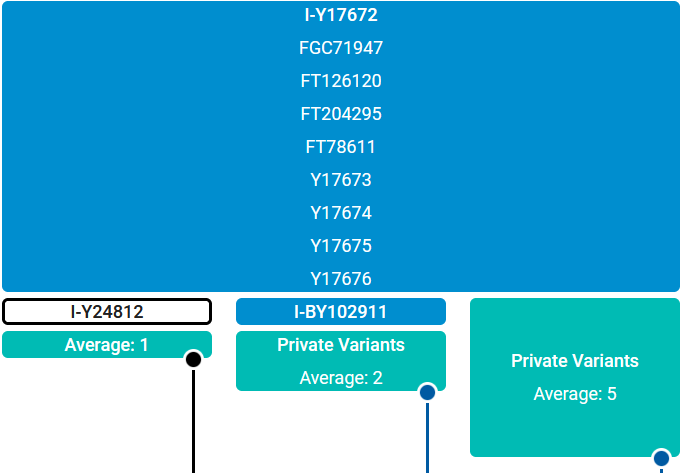 I-Y17672
FGC71947
FT126120
FT204295
FT78611
Y17673
Y17674
Y17675
Y17676
I-Y24812
Average: 1
I-BY102911
Private Variants
Average: 2
Private Variants
Average: 5